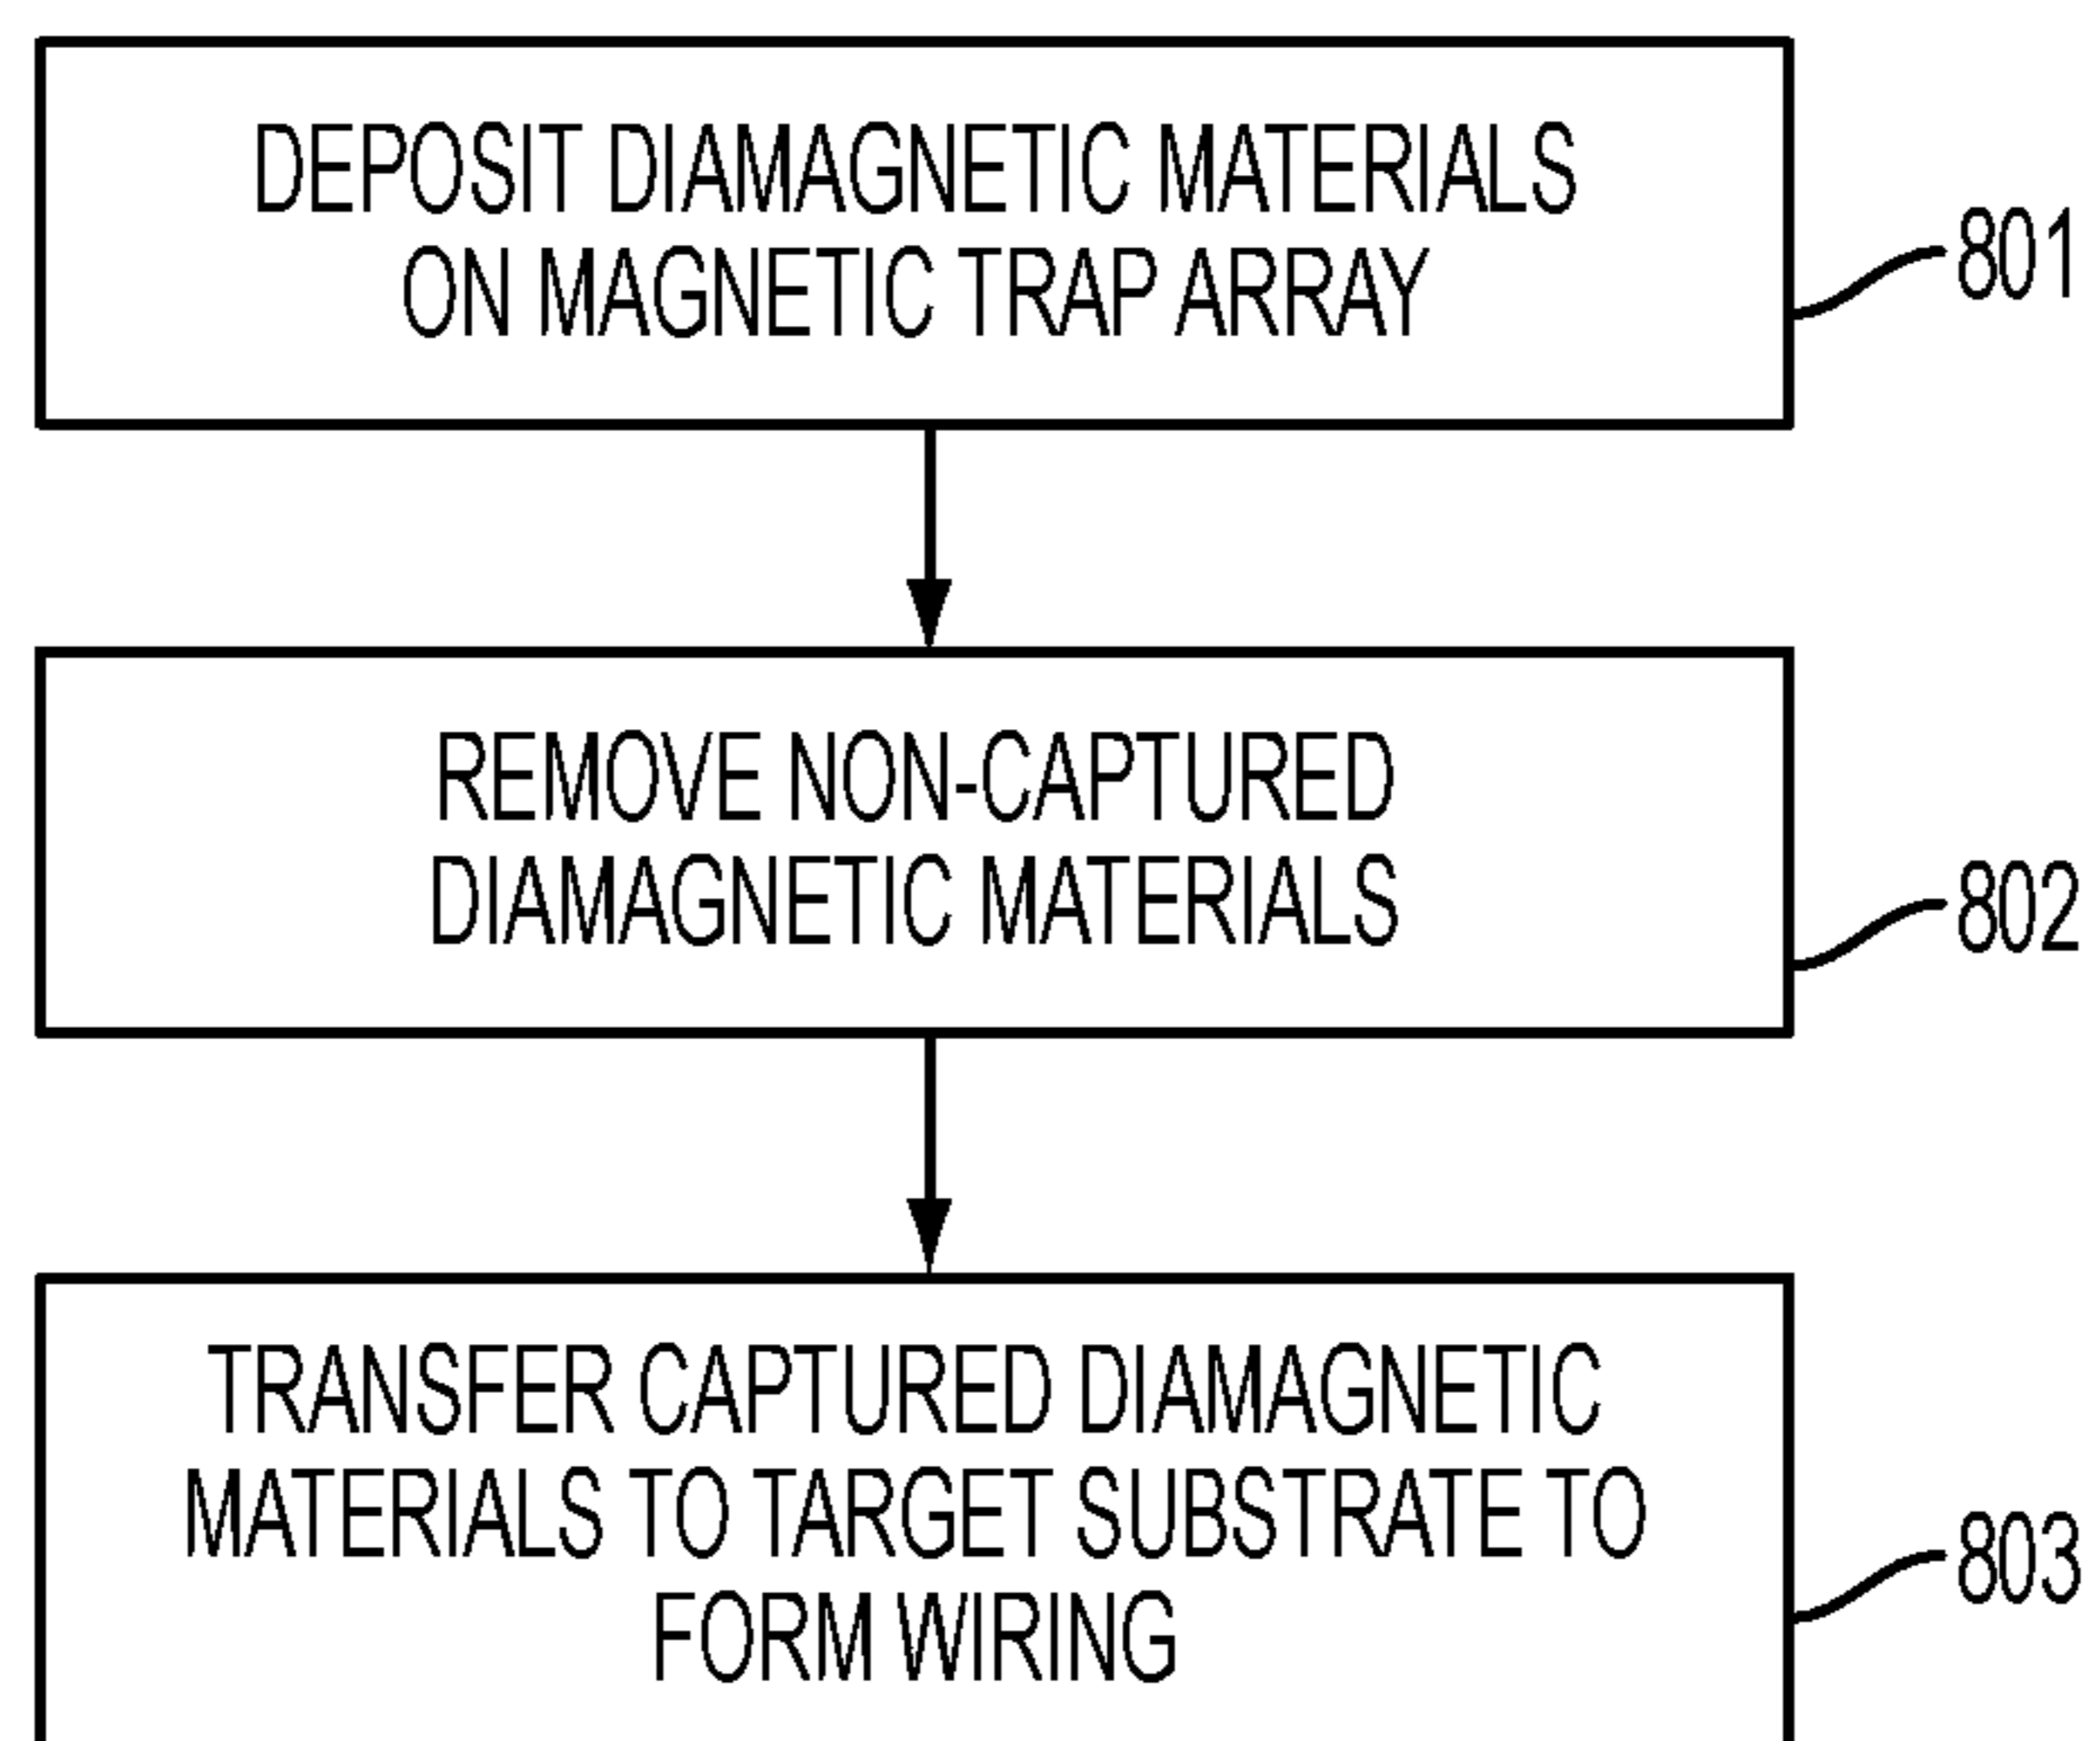 DEPOSIT DIAMAGNETIC MATERIALS
ON MAGNETIC TRAP ARRAY
801
REMOVE NON-CAPTURED
DIAMAGNETIC MATERIALS
802
TRANSFER CAPTURED DIAMAGNETIC
MATERIALS TO TARGET SUBSTRATE TO
FORM WIRING
803